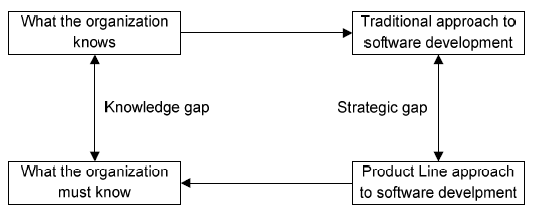 What the organization
knows
Traditional approach to
software development
Knowledge gap
Strategic gap
What the organization
must know
Product Line approach
to software develpment